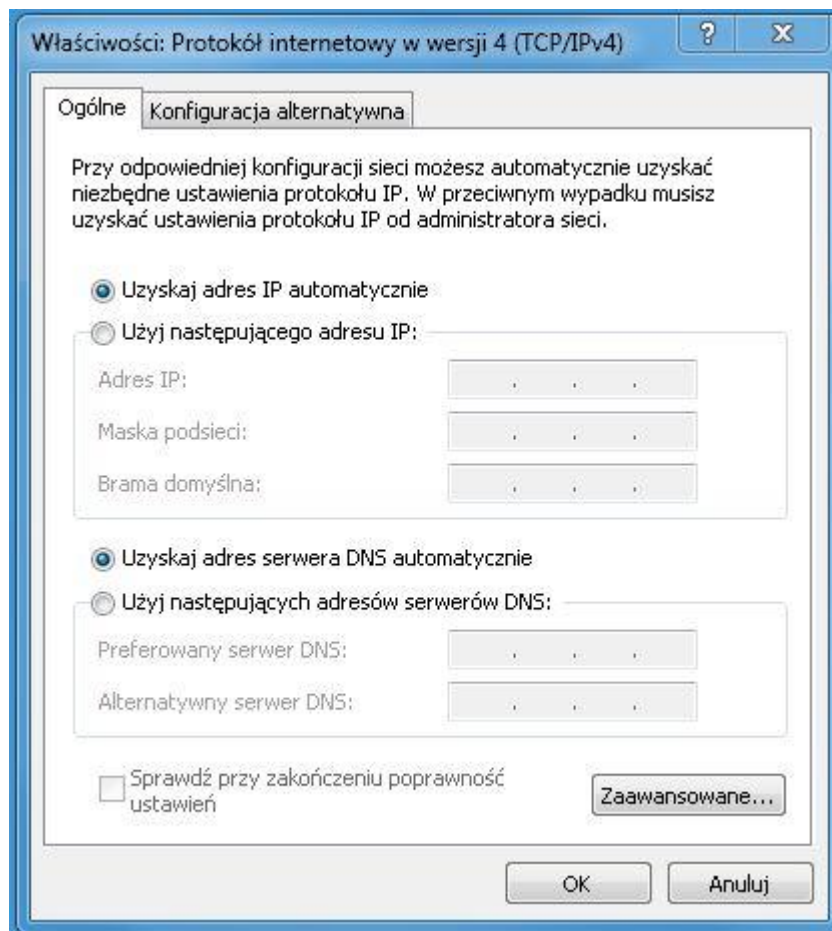 Właściwości: Protokół internetowy w wersji 4 (TCP/IPv4)
?
Ogólne
Konfiguracja alternatywna
Przy odpowiedniej konfiguracji sieci możesz automatycznie uzyskać
niezbędne ustawienia protokołu IP. W przeciwnym wypadku musisz
uzyskać ustawienia protokołu IP od administratora sieci.
Uzyskaj adres IP automatycznie
Użyj następującego adresu IP:
Adres IP:
Maska podsieci:
Brama domyślna:
Uzyskaj adres serwera DNS automatycznie
Użyj następujących adresów serwerów DNS:
Preferowany serwer DNS:
Alternatywny serwer DNS:
Sprawdź przy zakończeniu poprawność
ustawień
Zaawansowane...
OK
Anuluj